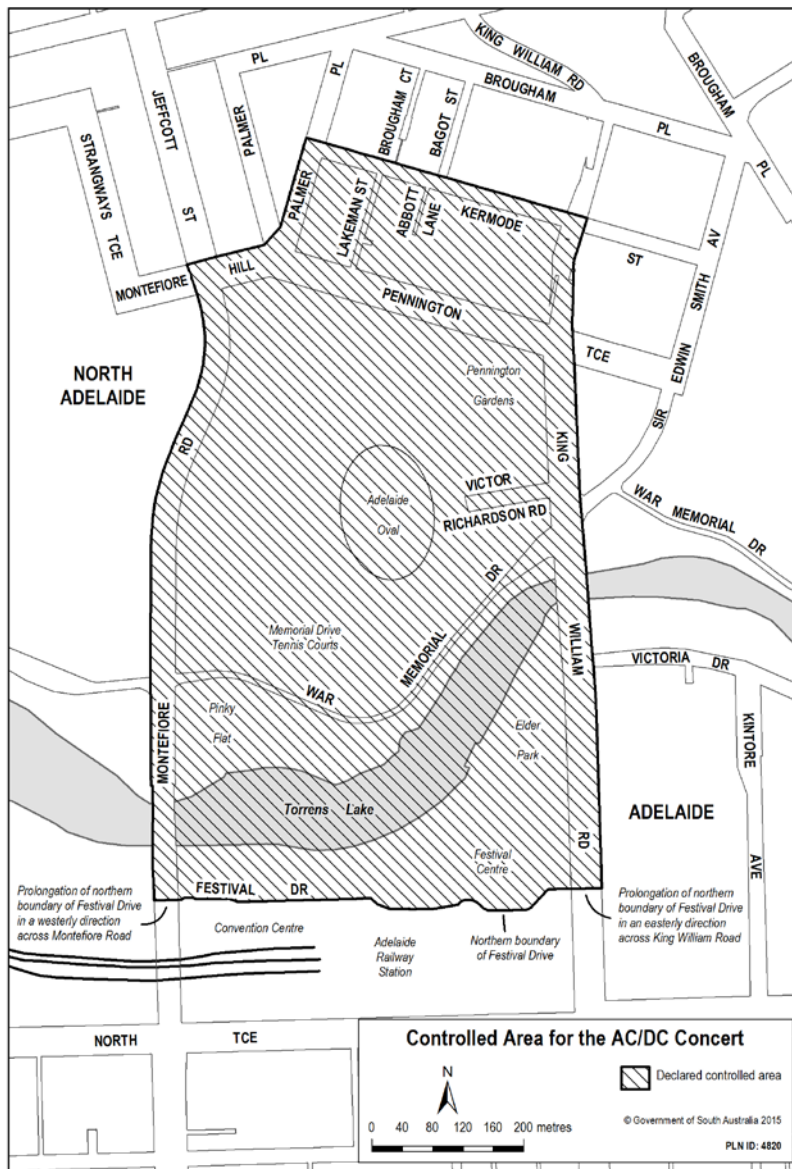 KING
WILLIAM RD
PL
PL
BROUGHAM
BROUGHAM
PL
PL
JEFFCOTT
ST
PALMER
BROUGHAM CT
BAGOT ST
STRANGWAYS TCE
PALMER
LAKEMAN ST
ABBOTT
LANE
KERMODE
ST
MONTEFIORE
HILL
RD
PENNINGTON
TCE
SIR
EDWIN
SMITH
AV
NORTH
ADELAIDE
Pennington
Gardens
KING
VICTOR
RICHARDSON RD
Adelaide
Oval
WAR
MEMORIAL
DR
DR
Memorial Drive
Tennis Courts
WAR
MEMORIAL
WILLIAM
VICTORIA
DR
Pinky
Flat
MONTEFIORE
Elder
Park
KINTORE
AVE
Torrens Lake
ADELAIDE
RD
Festival
Centre
FESTIVAL
DR
Prolongation of northern
boundary of Festival Drive
in a westerly direction
across Montefiore Road
Convention Centre
Adelaide
Railway
Station
Northern boundary
of Festival Drive
Prolongation of northern
boundary of Festival Drive
in an easterly direction
across King William Road
NORTH
TCE
Controlled Area for the AC/DC Concert
N
Declared controlled area
0 40 80 120 160 200 metres
© Government of South Australia 2015
PLN ID: 4820